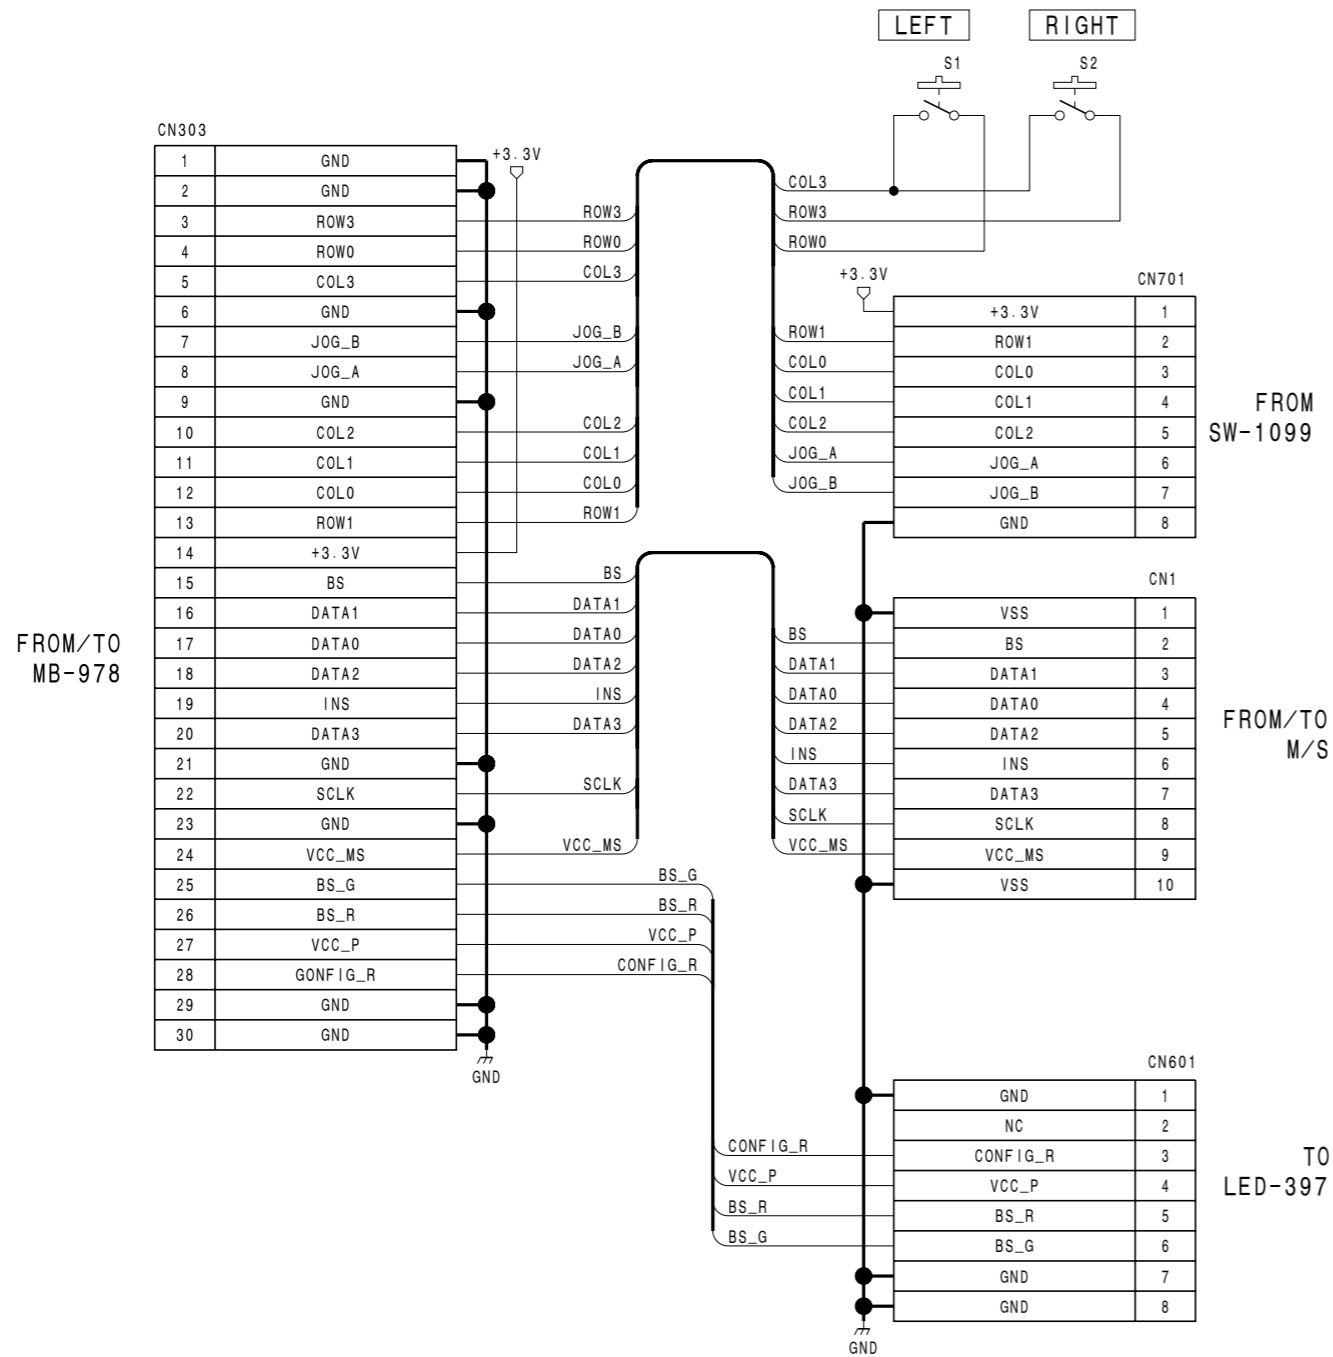 LEFT RIGHT
S1 S2
CN303
1 GND
2 GND
3 ROW3
4 ROW0
5 COL3
6 GND
7 JOG_B
8 JOG_A
9 GND
10 COL2
11 COL1
12 COL0
13 ROW1
14 +3.3V
15 BS
16 DATA1
17 DATA0
18 DATA2
19 INS
20 DATA3
21 GND
22 SCLK
23 GND
24 VCC_MS
25 BS_G
26 BS_R
27 VCC_P
28 GONFIG_R
29 GND
30 GND
FROM/TO
MB-978
+3.3V
GND
ROW3
ROW0
COL3
JOG_B
JOG_A
COL2
COL1
COL0
ROW1
BS
DATA1
DATA0
DATA2
INS
DATA3
SCLK
VCC_MS
BS_G
BS_R
VCC_P
CONFIG_R
COL3
ROW3
ROW0
+3.3V
ROW1
COL0
COL1
COL2
JOG_A
JOG_B
CN701
+3.3V 1
ROW1 2
COL0 3
COL1 4
COL2 5
JOG_A 6
JOG_B 7
GND 8
FROM
SW-1099
BS
DATA1
DATA0
DATA2
INS
DATA3
SCLK
VCC_MS
CN1
VSS 1
BS 2
DATA1 3
DATA0 4
DATA2 5
INS 6
DATA3 7
SCLK 8
VCC_MS 9
VSS 10
FROM/TO
M/S
CONFIG_R
VCC_P
BS_R
BS_G
CN601
GND 1
NC 2
CONFIG_R 3
VCC_P 4
BS_R 5
BS_G 6
GND 7
GND 8
TO
LED-397
GND